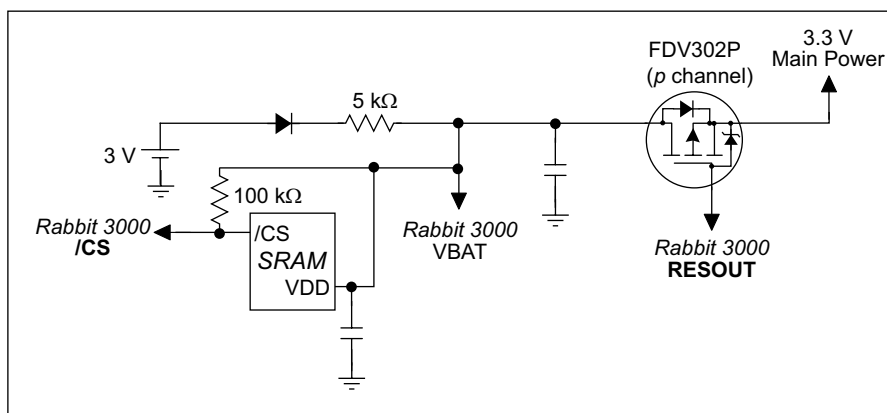 FDV302P
(p channel)
3.3 V
Main Power
5 kΩ
3 V
100 kΩ
Rabbit 3000
/CS
/CS
SRAM
VDD
Rabbit 3000
VBAT
Rabbit 3000
RESOUT